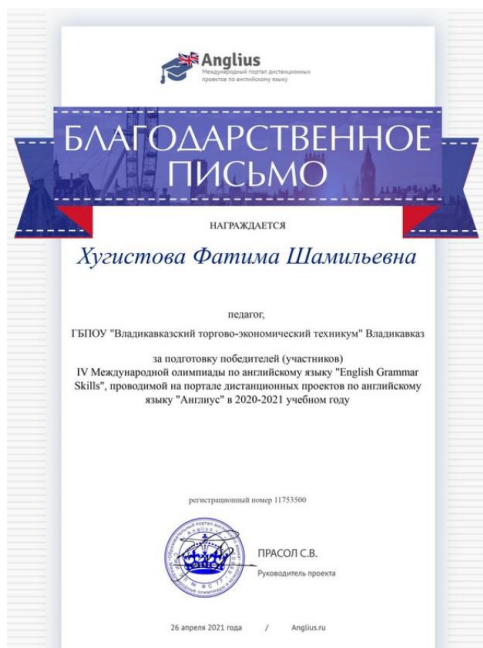 Anglius
Международный портал дистанционных
проектов по английскому языку
БЛАГОДАРСТВЕННОЕ
ПИСЬМО
НАГРАЖДАЕТСЯ
Хугистова Фатима Шамильевна
педагог,
ГБПОУ "Владикавказский торгово-экономический техникум" Владикавказ
за подготовку победителей (участников)
IV Международной олимпиады по английскому языку "English Grammar
Skills", проводимой на портале дистанционных проектов по английскому
языку "Англиус" в 2020-2021 учебном году
регистрационный номер 11753500
ПРАСОЛ С.В.
Руководитель проекта
26 апреля 2021 года / Anglius.ru